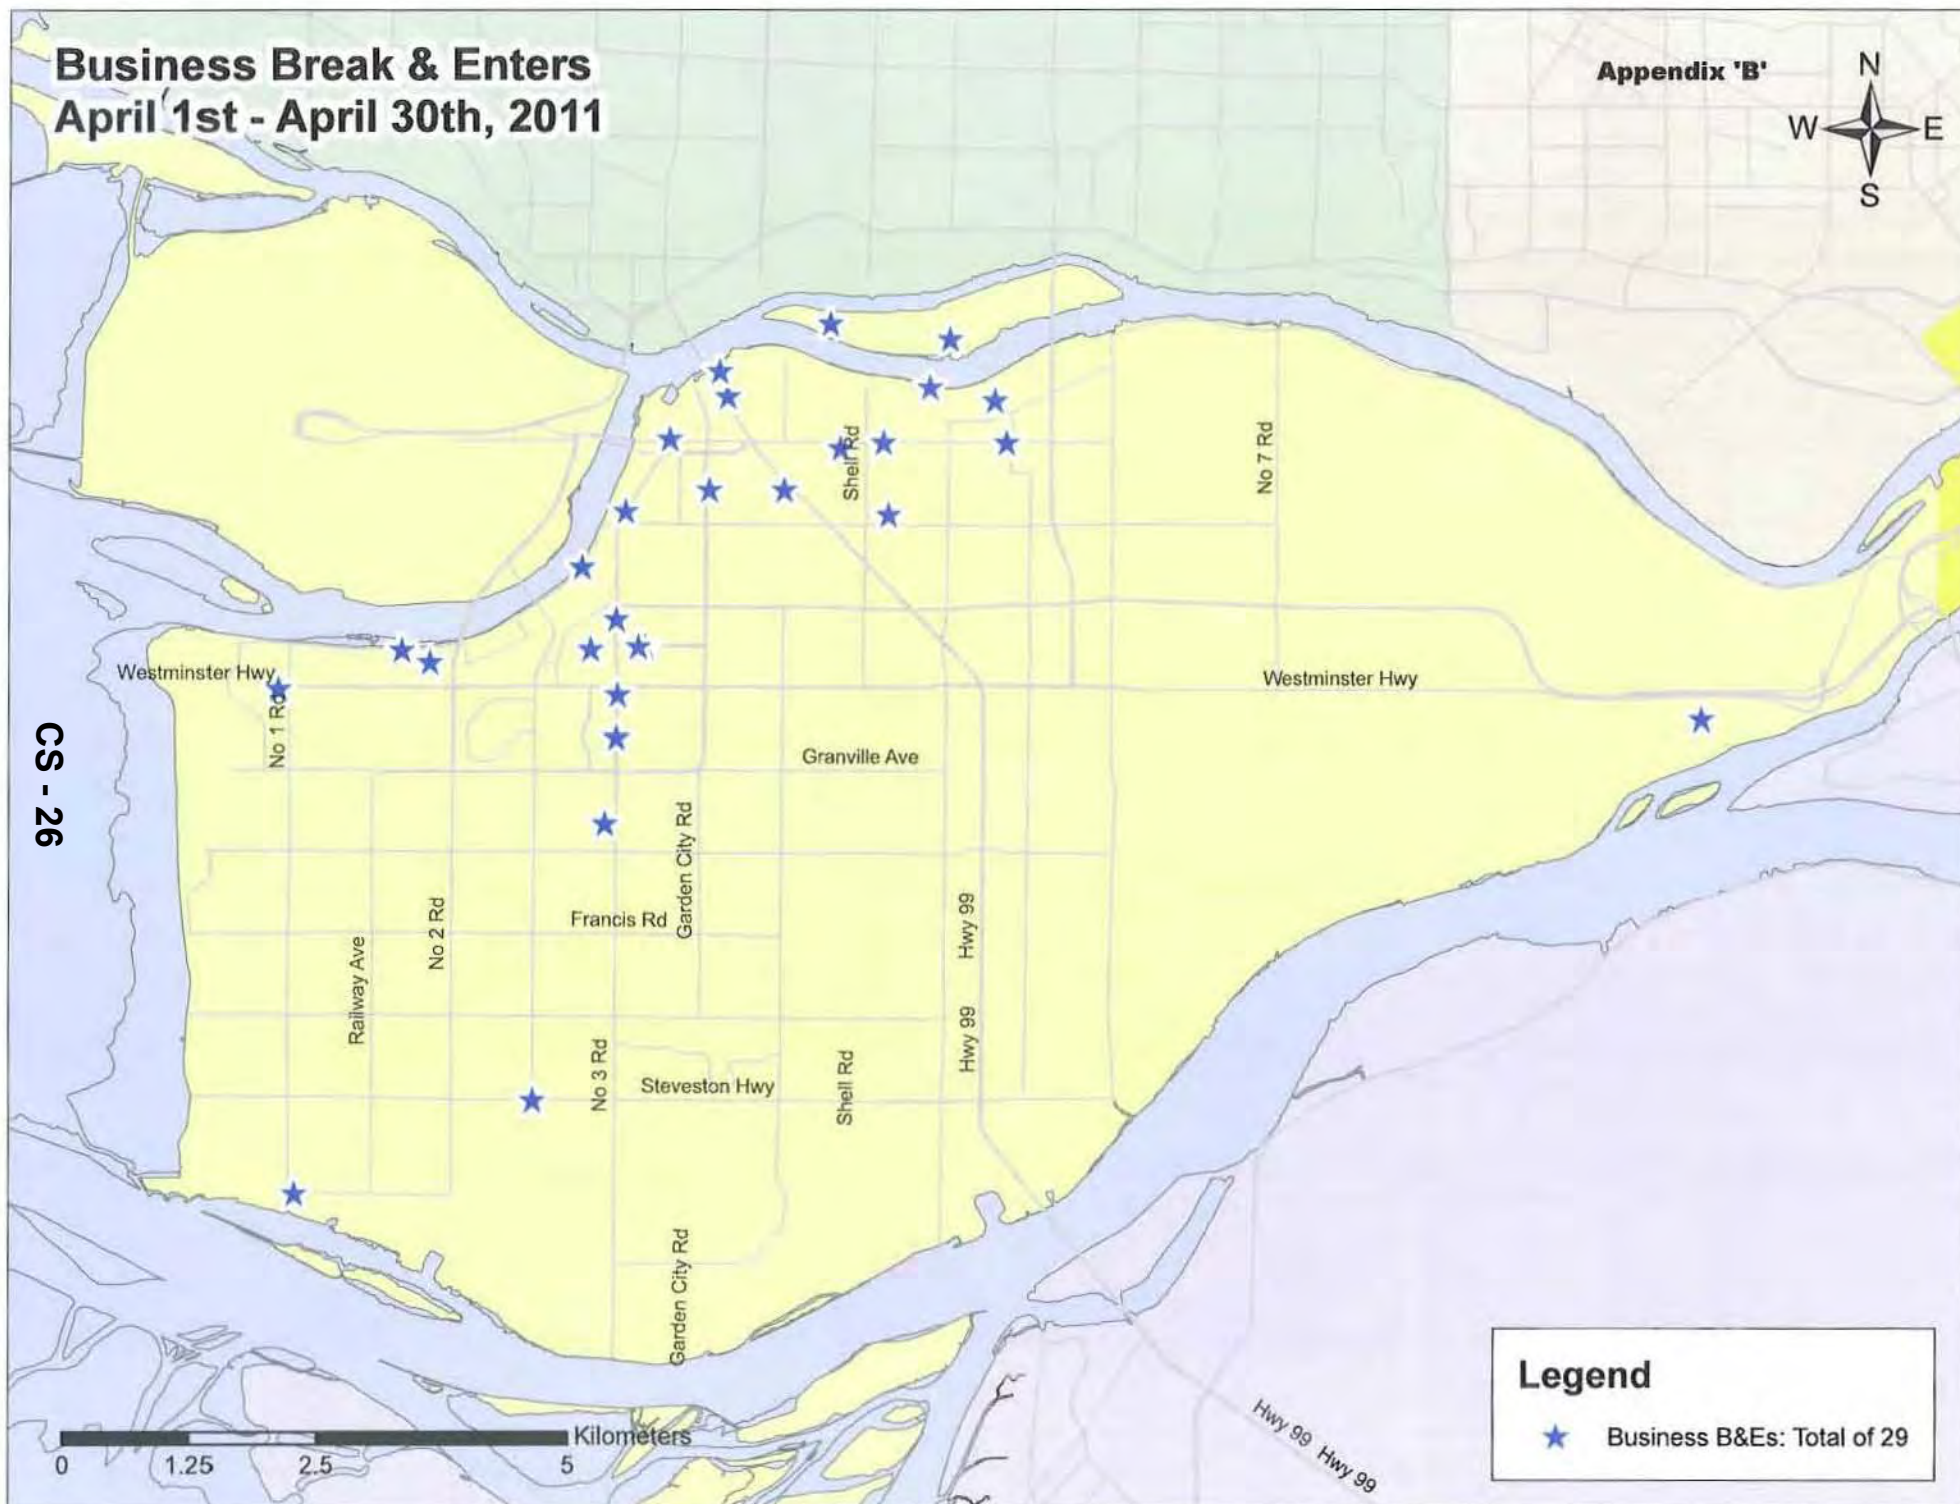 Business Break & Enters
April 1st - April 30th, 2011
Appendix 'B'
N
W E
S
Shell Rd
No 7 Rd
Westminster Hwy
Westminster Hwy
No 1 Rd
CS - 26
Granville Ave
Garden City Rd
Francis Rd
No 2 Rd
Railway Ave
Hwy 99
Hwy 99
No 3 Rd
Steveston Hwy
Shell Rd
Garden City Rd
Hwy 99 Hwy 99
Kilometers
0 1.25 2.5 5
Legend
Business B&Es: Total of 29